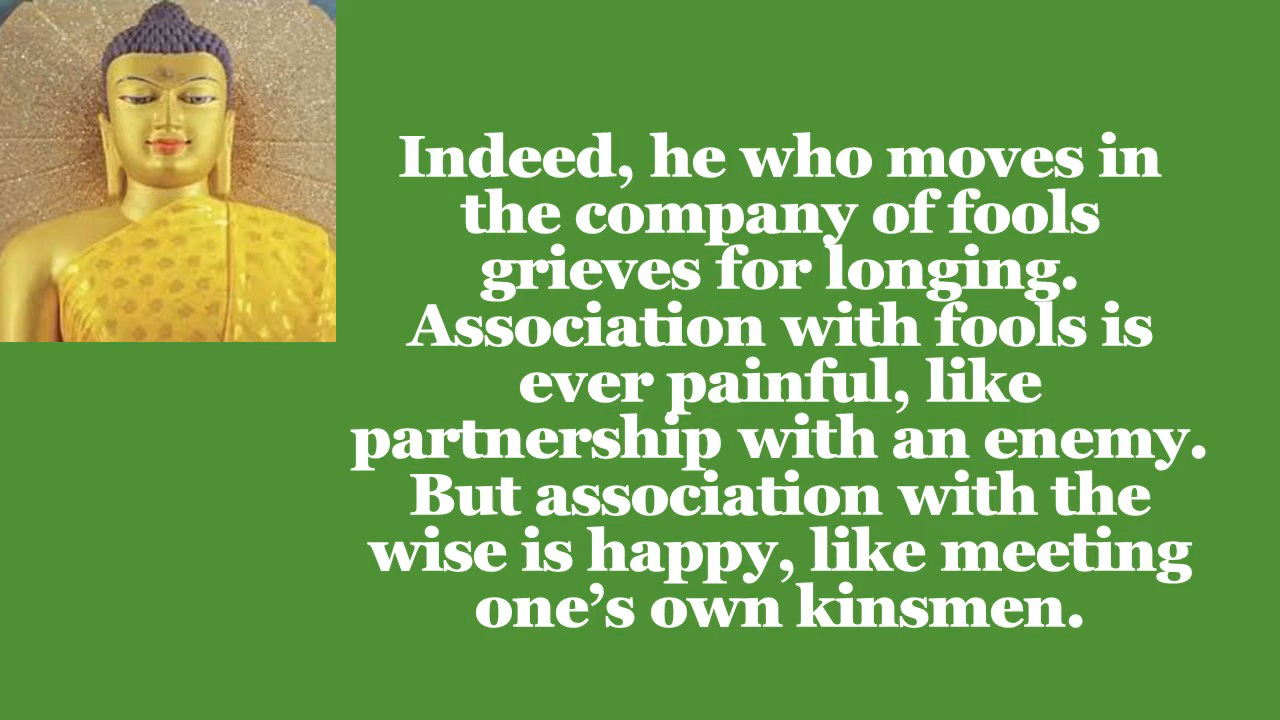 Indeed, he who moves in
the company of fools
grieves for longing.
Association with fools is
ever painful, like
partnership with an enemy.
But association with the
wise is happy, like meeting
one’s own kinsmen.